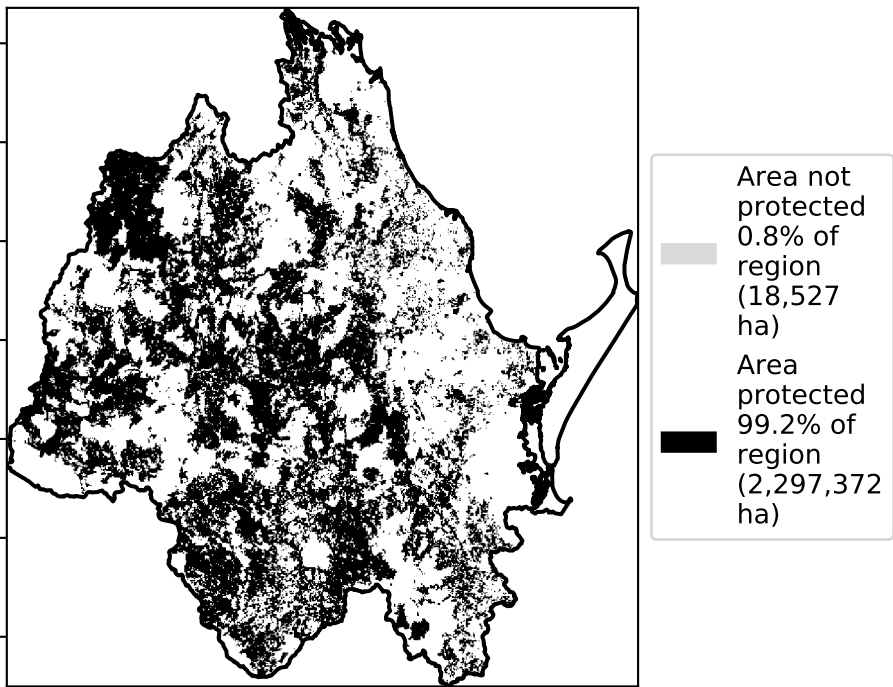 Area not
protected
0.8% of
region
(18,527
ha)
Area
protected
99.2% of
region
(2,297,372
ha)